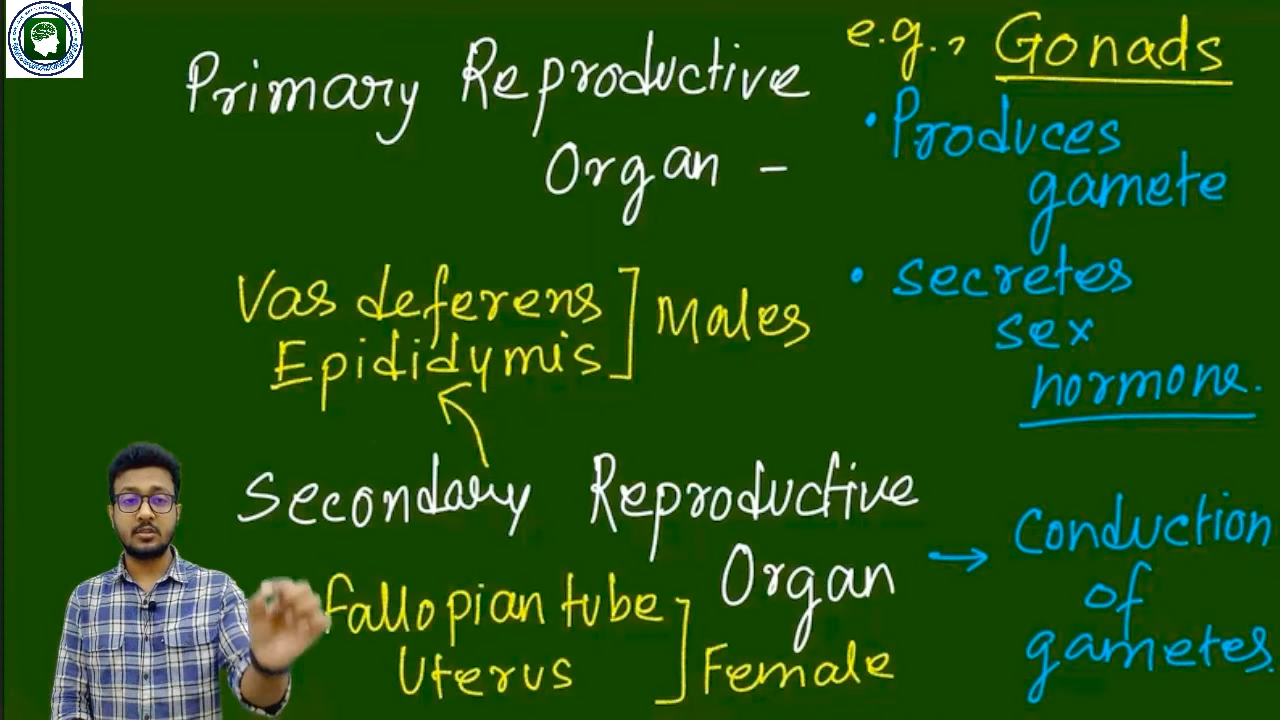 Primary Reproductive
Organ -
e.g., Gonads
• Produces
gamete
• secretes
sex
hormone.
Vas deferens
Epididymis
Males
Secondary Reproductive
Organ
→ Conduction
of
gametes.
fallopian tube
Uterus
Female